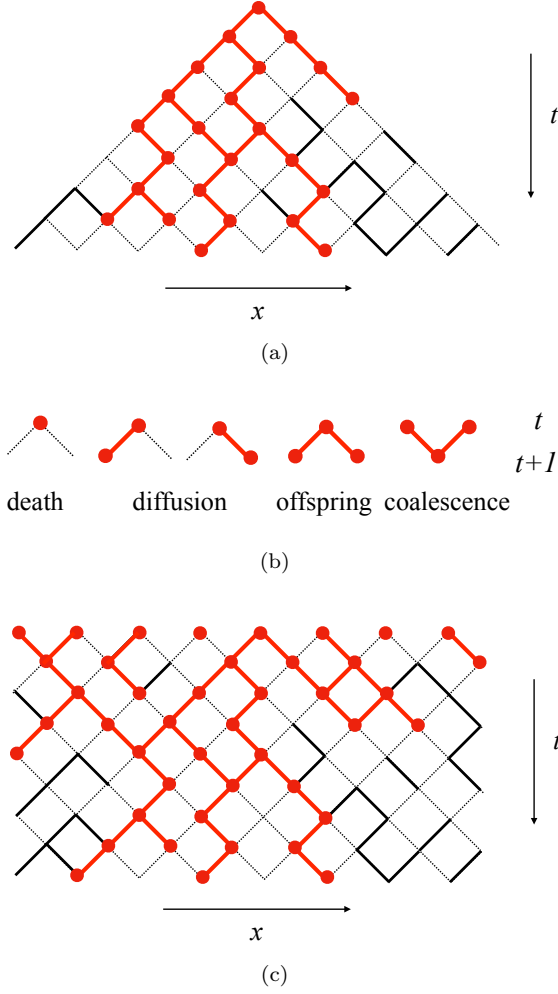 t
x
(a)
t
t+1
death diffusion offspring coalescence
(b)
t
x
(c)